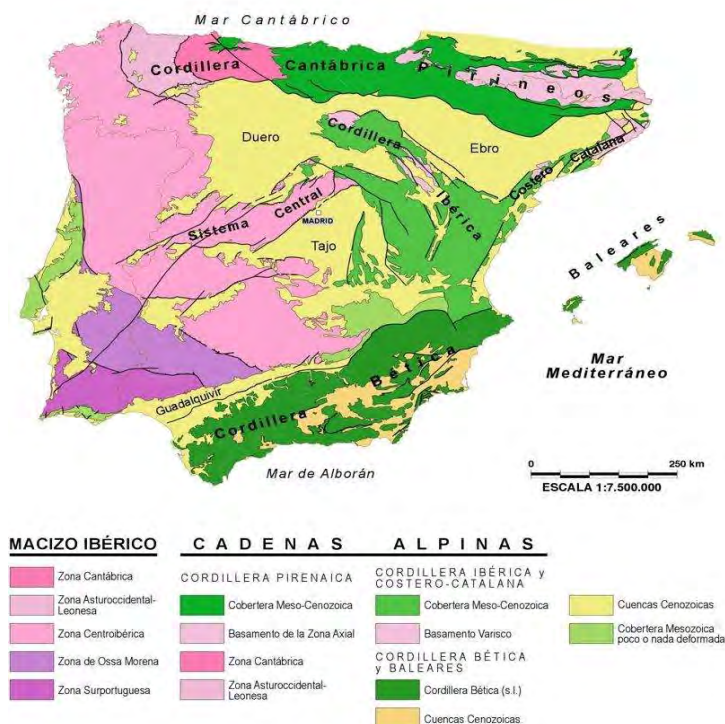 Mar Cantábrico
Cordillera Cantábrica
Pirineos
Duero
Cordillera Ibérica
Ebro
Costero Catalana
Sistema Central
MADRID
Tajo
Baleares
Mar
Mediterráneo
Guadalquivir
Cordillera Bética
Mar de Alborán
0 250 km
ESCALA 1:7.500.000
MACIZO IBÉRICO
Zona Cantábrica
Zona Asturoccidental-
Leonesa
Zona Centroibérica
Zona de Ossa Morena
Zona Surportuguesa
CADENAS ALPINAS
CORDILLERA PIRENAICA
Cobertera Meso-Cenozoica
Basamento de la Zona Axial
Zona Cantábrica
Zona Asturoccidental-
Leonesa
CORDILLERA IBÉRICA y
COSTERO-CATALANA
Cobertera Meso-Cenozoica
Basamento Varisco
CORDILLERA BÉTICA
y BALEARES
Cordillera Bética (s.l.)
Cuencas Cenozoicas
Cuencas Cenozoicas
Cobertera Mesozoica
poco o nada deformada